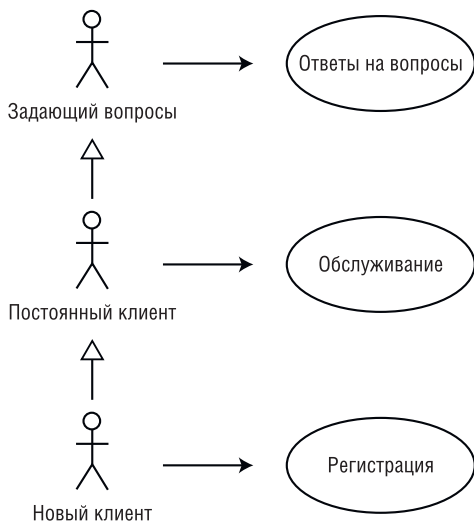 Ответы на вопросы
Задающий вопросы
Обслуживание
Постоянный клиент
Регистрация
Новый клиент